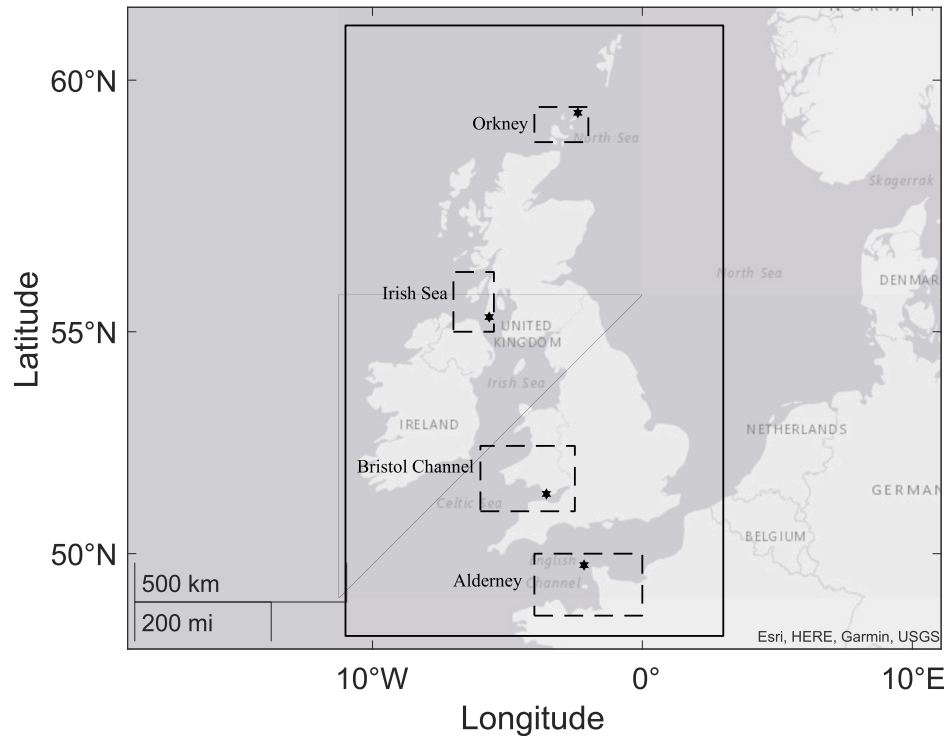 60°N
Orkney
North Sea
Skagerrak
North Sea
DENMAR
Irish Sea
55°N
UNITED
KINGDOM
Irish Sea
IRELAND
NETHERLANDS
Bristol Channel
GERMAN
Celtic Sea
BELGIUM
50°N
English
Channel
Alderney
500 km
200 mi
Esri, HERE, Garmin, USGS
10°W
0°
10°E
Longitude
Latitude